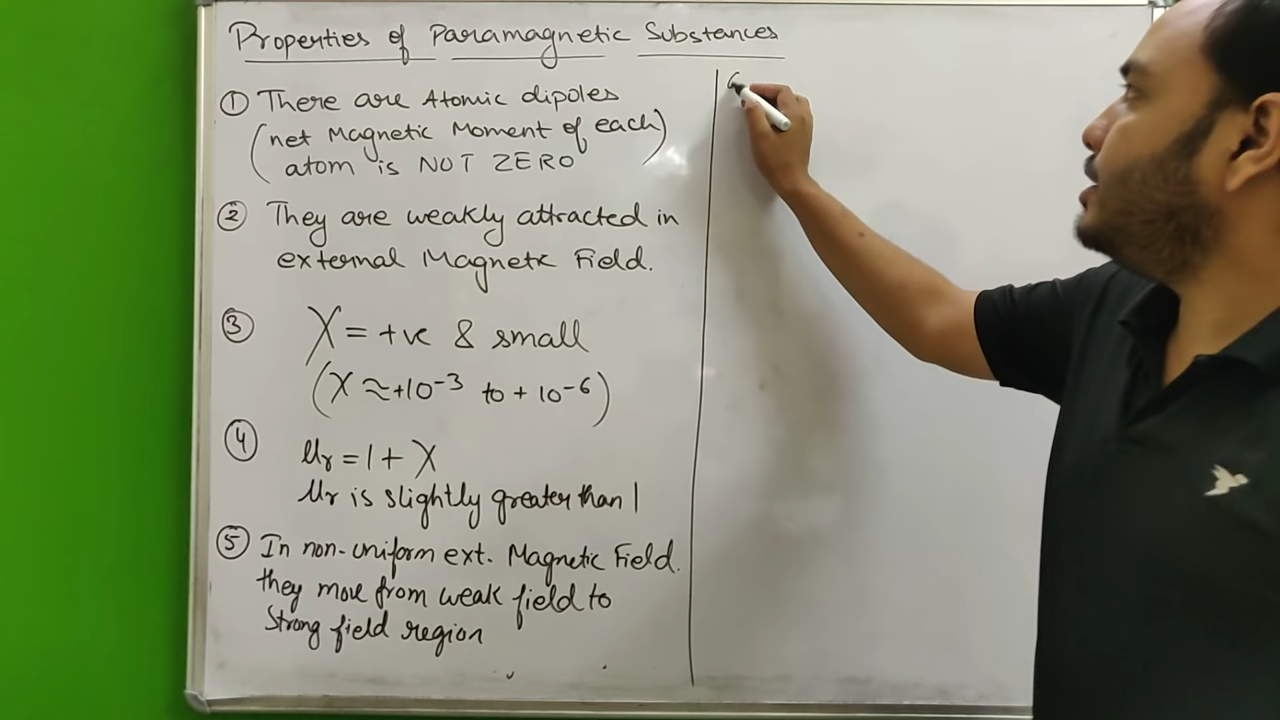 Properties of Paramagnetic Substances
① There are Atomic dipoles
(net Magnetic Moment of each
atom is NOT ZERO)
② They are weakly attracted in
external Magnetc Field.
③ χ = +ve & small
(χ ≈ +10⁻³ to + 10⁻⁶)
④ μr = 1 + χ
μr is slightly greater than 1
⑤ In non-uniform ext. Magnetic Field.
they move from weak field to
Strong field region